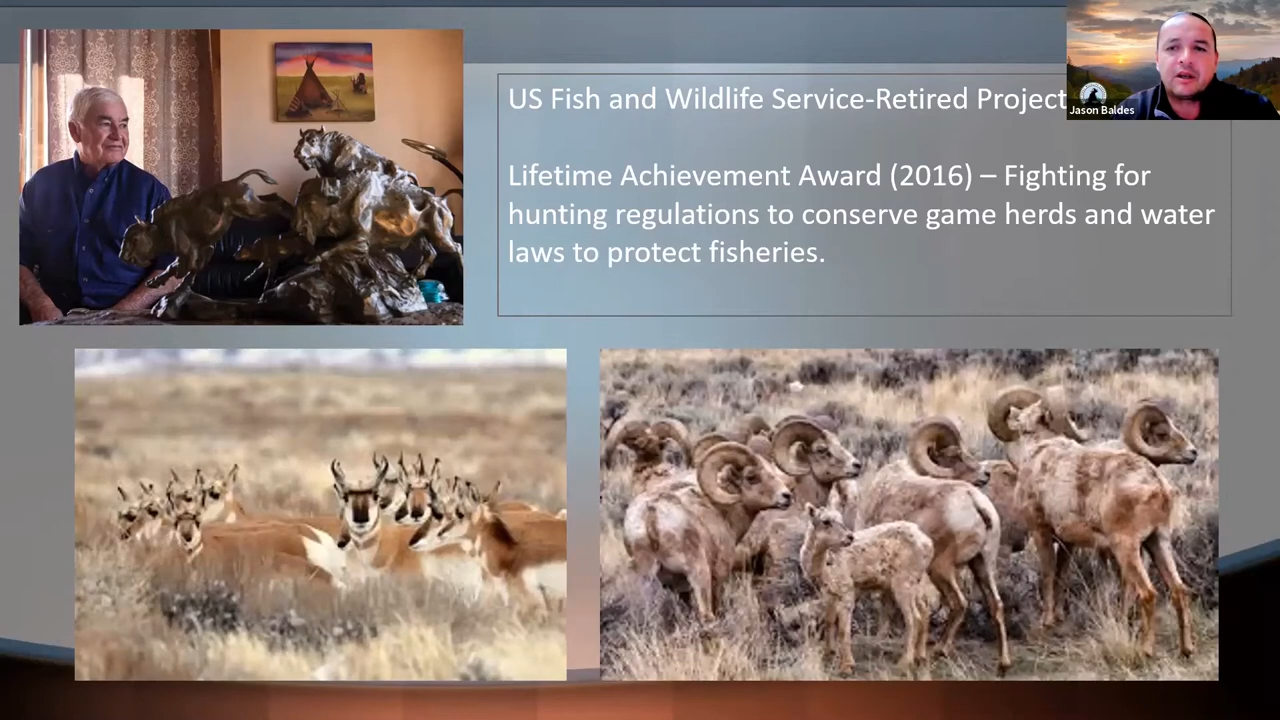 US Fish and Wildlife Service-Retired Project
Jason Baldes
Lifetime Achievement Award (2016) – Fighting for
hunting regulations to conserve game herds and water
laws to protect fisheries.